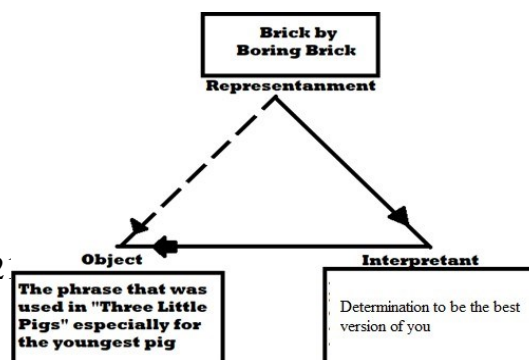 Brick by
Boring Brick
Representanment
2
Object
Interpretant
The phrase that was
used in "Three Little
Pigs" especially for
the youngest pig
Determination to be the best
version of you